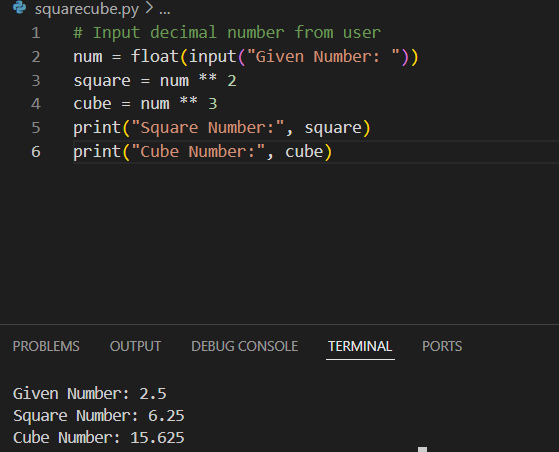 squarecube.py > ...
1 # Input decimal number from user
2 num = float(input("Given Number: "))
3 square = num ** 2
4 cube = num ** 3
5 print("Square Number:", square)
6 print("Cube Number:", cube)
PROBLEMS OUTPUT DEBUG CONSOLE TERMINAL PORTS
Given Number: 2.5
Square Number: 6.25
Cube Number: 15.625